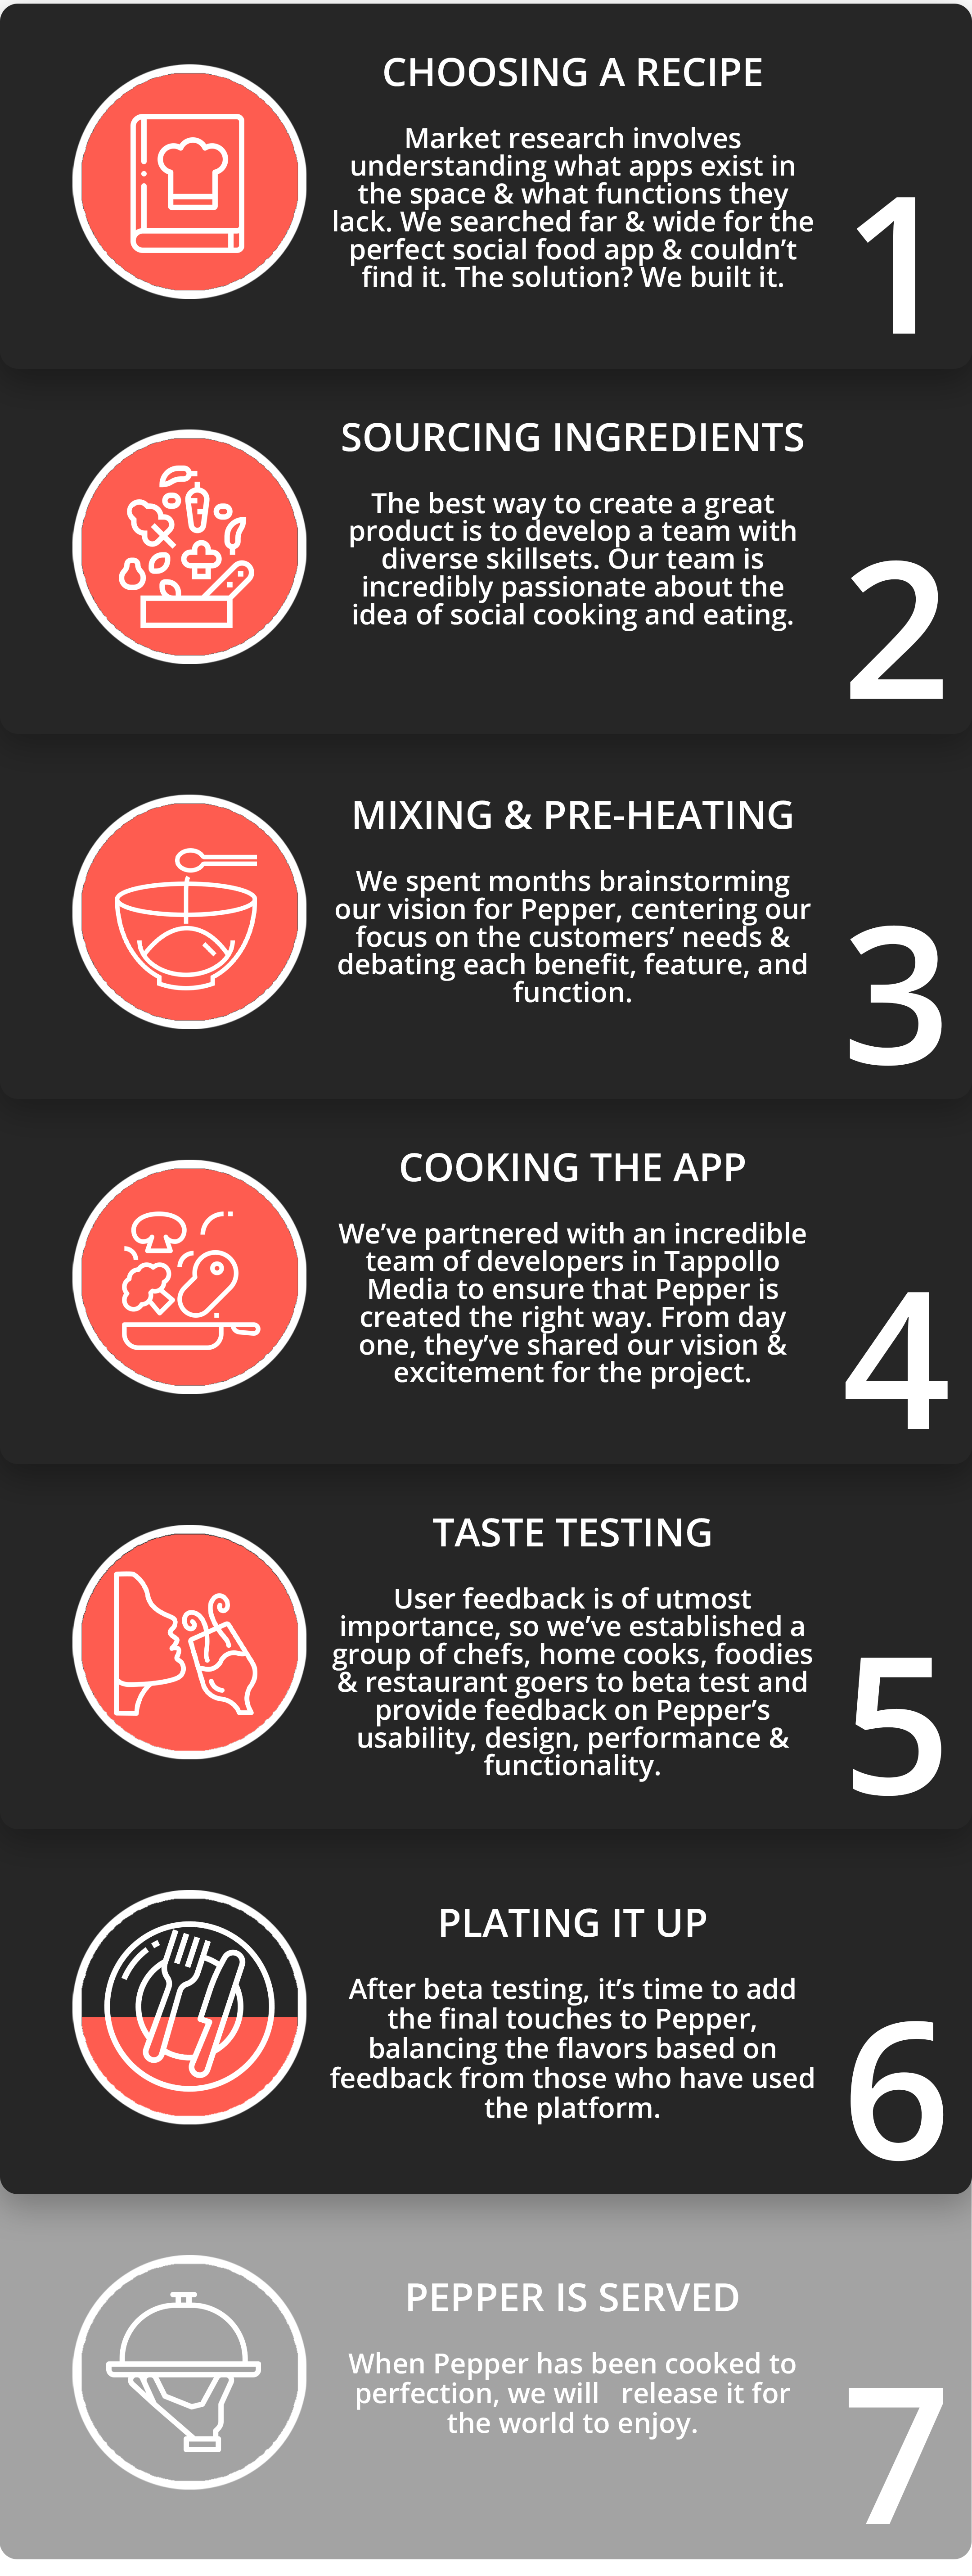 CHOOSING A RECIPE
Market research involves
understanding what apps exist in
the space & what functions they
lack. We searched far & wide for the
perfect social food app & couldn’t
find it. The solution? We built it.
1
SOURCING INGREDIENTS
The best way to create a great
product is to develop a team with
diverse skillsets. Our team is
incredibly passionate about the
idea of social cooking and eating.
2
MIXING & PRE-HEATING
We spent months brainstorming
our vision for Pepper, centering our
focus on the customers’ needs &
debating each benefit, feature, and
function.
3
COOKING THE APP
We’ve partnered with an incredible
team of developers in Tappollo
Media to ensure that Pepper is
created the right way. From day
one, they’ve shared our vision &
excitement for the project.
4
TASTE TESTING
User feedback is of utmost
importance, so we’ve established a
group of chefs, home cooks, foodies
& restaurant goers to beta test and
provide feedback on Pepper’s
usability, design, performance &
functionality.
5
PLATING IT UP
After beta testing, it’s time to add
the final touches to Pepper,
balancing the flavors based on
feedback from those who have used
the platform.
6
PEPPER IS SERVED
When Pepper has been cooked to
perfection, we will release it for
the world to enjoy.
7